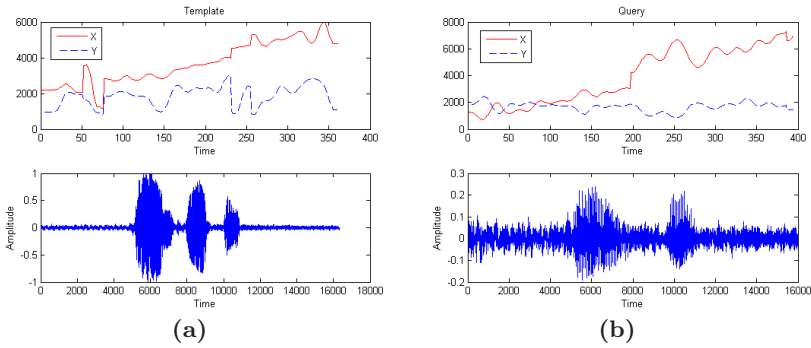 Template
6000
4000
2000
0
X
Y
0 50 100 150 200 250 300 350 400
Time
1
0.5
0
-0.5
-1
Amplitude
0 2000 4000 6000 8000 10000 12000 14000 16000 18000
Time
(a)
Query
8000
6000
4000
2000
0
X
Y
0 50 100 150 200 250 300 350 400
Time
0.3
0.2
0.1
0
-0.1
-0.2
Amplitude
0 2000 4000 6000 8000 10000 12000 14000 16000
Time
(b)